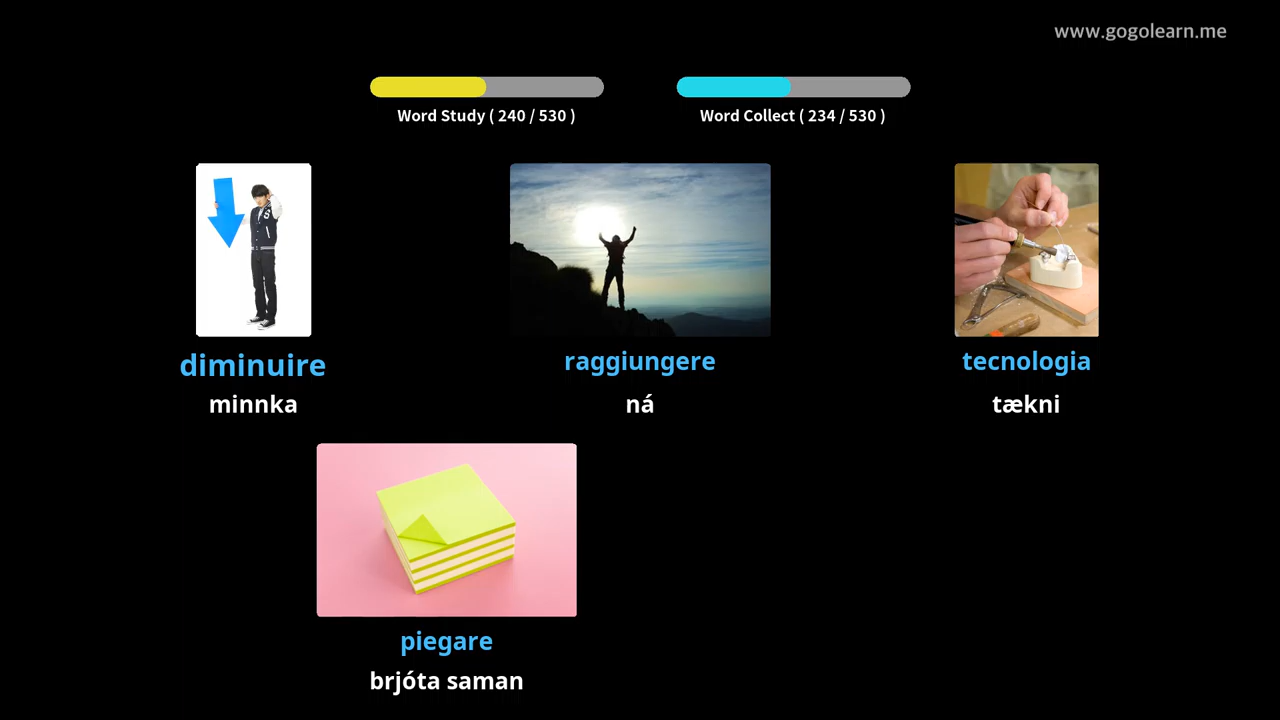 www.gogolearn.me
Word Study ( 240 / 530 )
Word Collect ( 234 / 530 )
diminuire
minnka
raggiungere
ná
tecnologia
tækni
piegare
brjóta saman